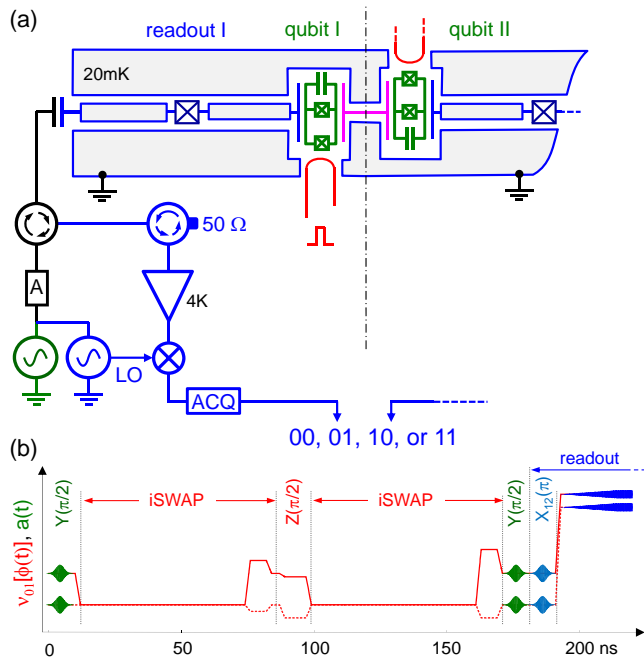 (a)
readout I
qubit I
qubit II
20mK
50 Ω
A
4K
LO
ACQ
00, 01, 10, or 11
(b)
readout
Y(π/2)
iSWAP
Z(π/2)
iSWAP
Y(π/2)
X₁₂(π)
ν₀₁[ϕ(t)], a(t)
0
50
100
150
200 ns